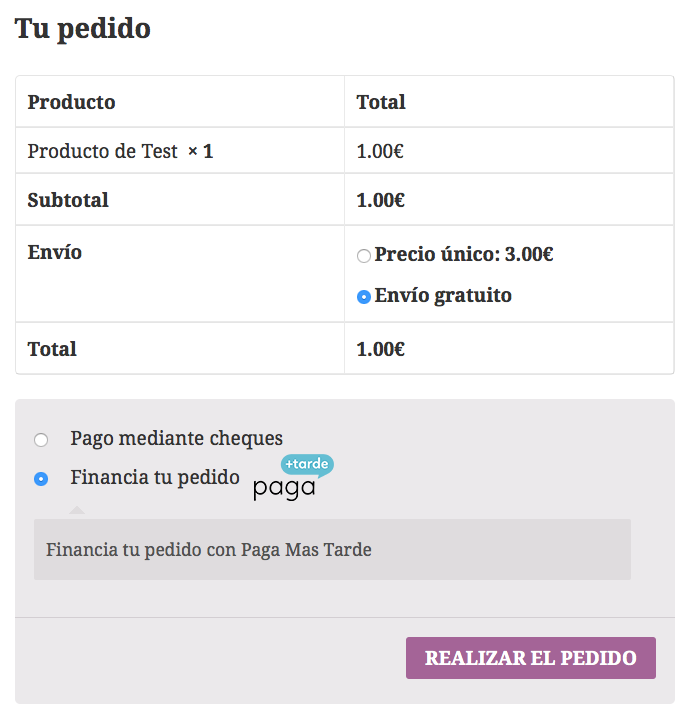 Tu pedido
Producto Total
Producto de Test × 1 1.00€
Subtotal 1.00€
Envío Precio único: 3.00€
Envío gratuito
Total 1.00€
Pago mediante cheques
Financia tu pedido +tarde paga
Financia tu pedido con Paga Mas Tarde
REALIZAR EL PEDIDO